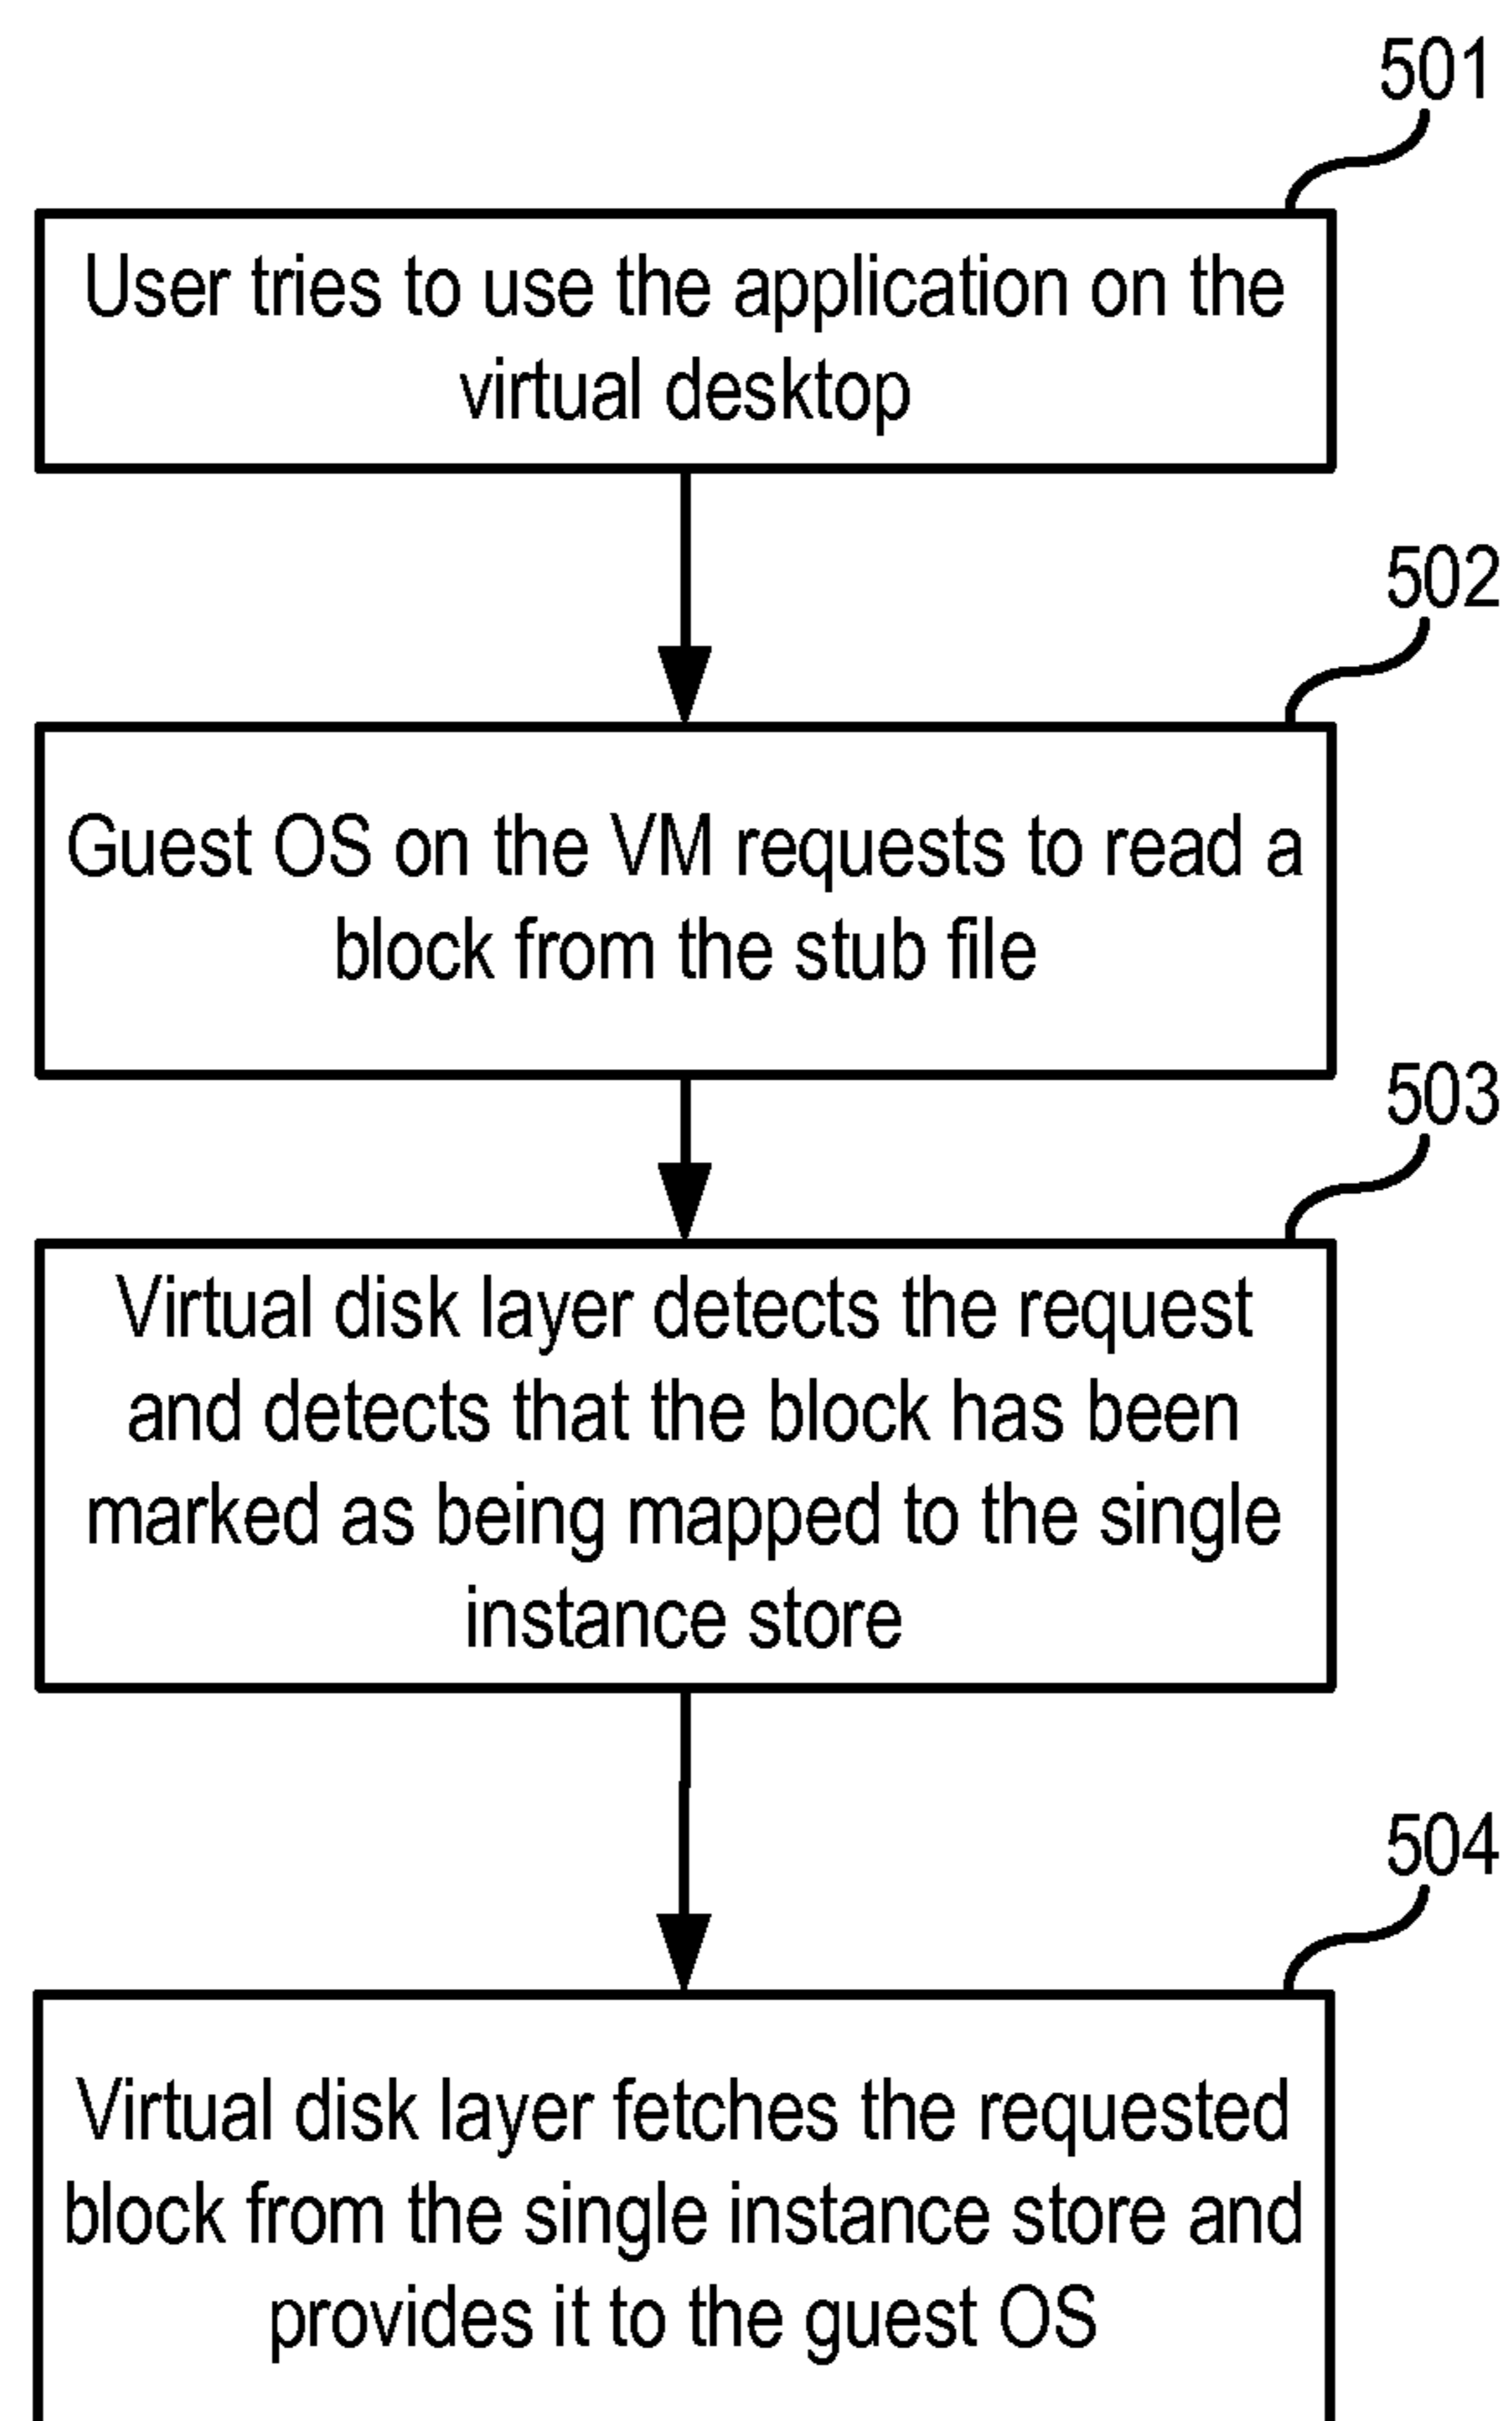 501
User tries to use the application on the
virtual desktop
502
Guest OS on the VM requests to read a
block from the stub file
503
Virtual disk layer detects the request
and detects that the block has been
marked as being mapped to the single
instance store
504
Virtual disk layer fetches the requested
block from the single instance store and
provides it to the guest OS